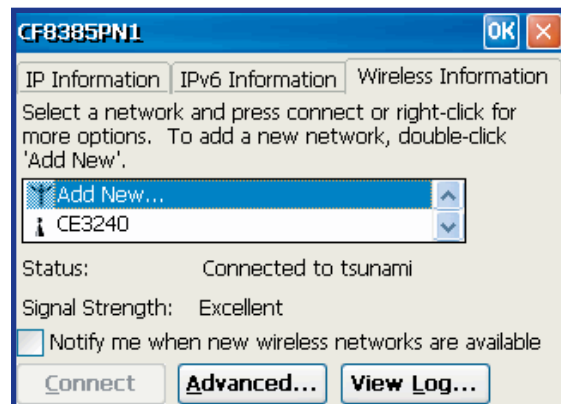 CF8385PN1 OK
IP Information IPv6 Information Wireless Information
Select a network and press connect or right-click for
more options. To add a new network, double-click
'Add New'.
Add New...
CE3240
Status: Connected to tsunami
Signal Strength: Excellent
Notify me when new wireless networks are available
Connect Advanced... View Log...